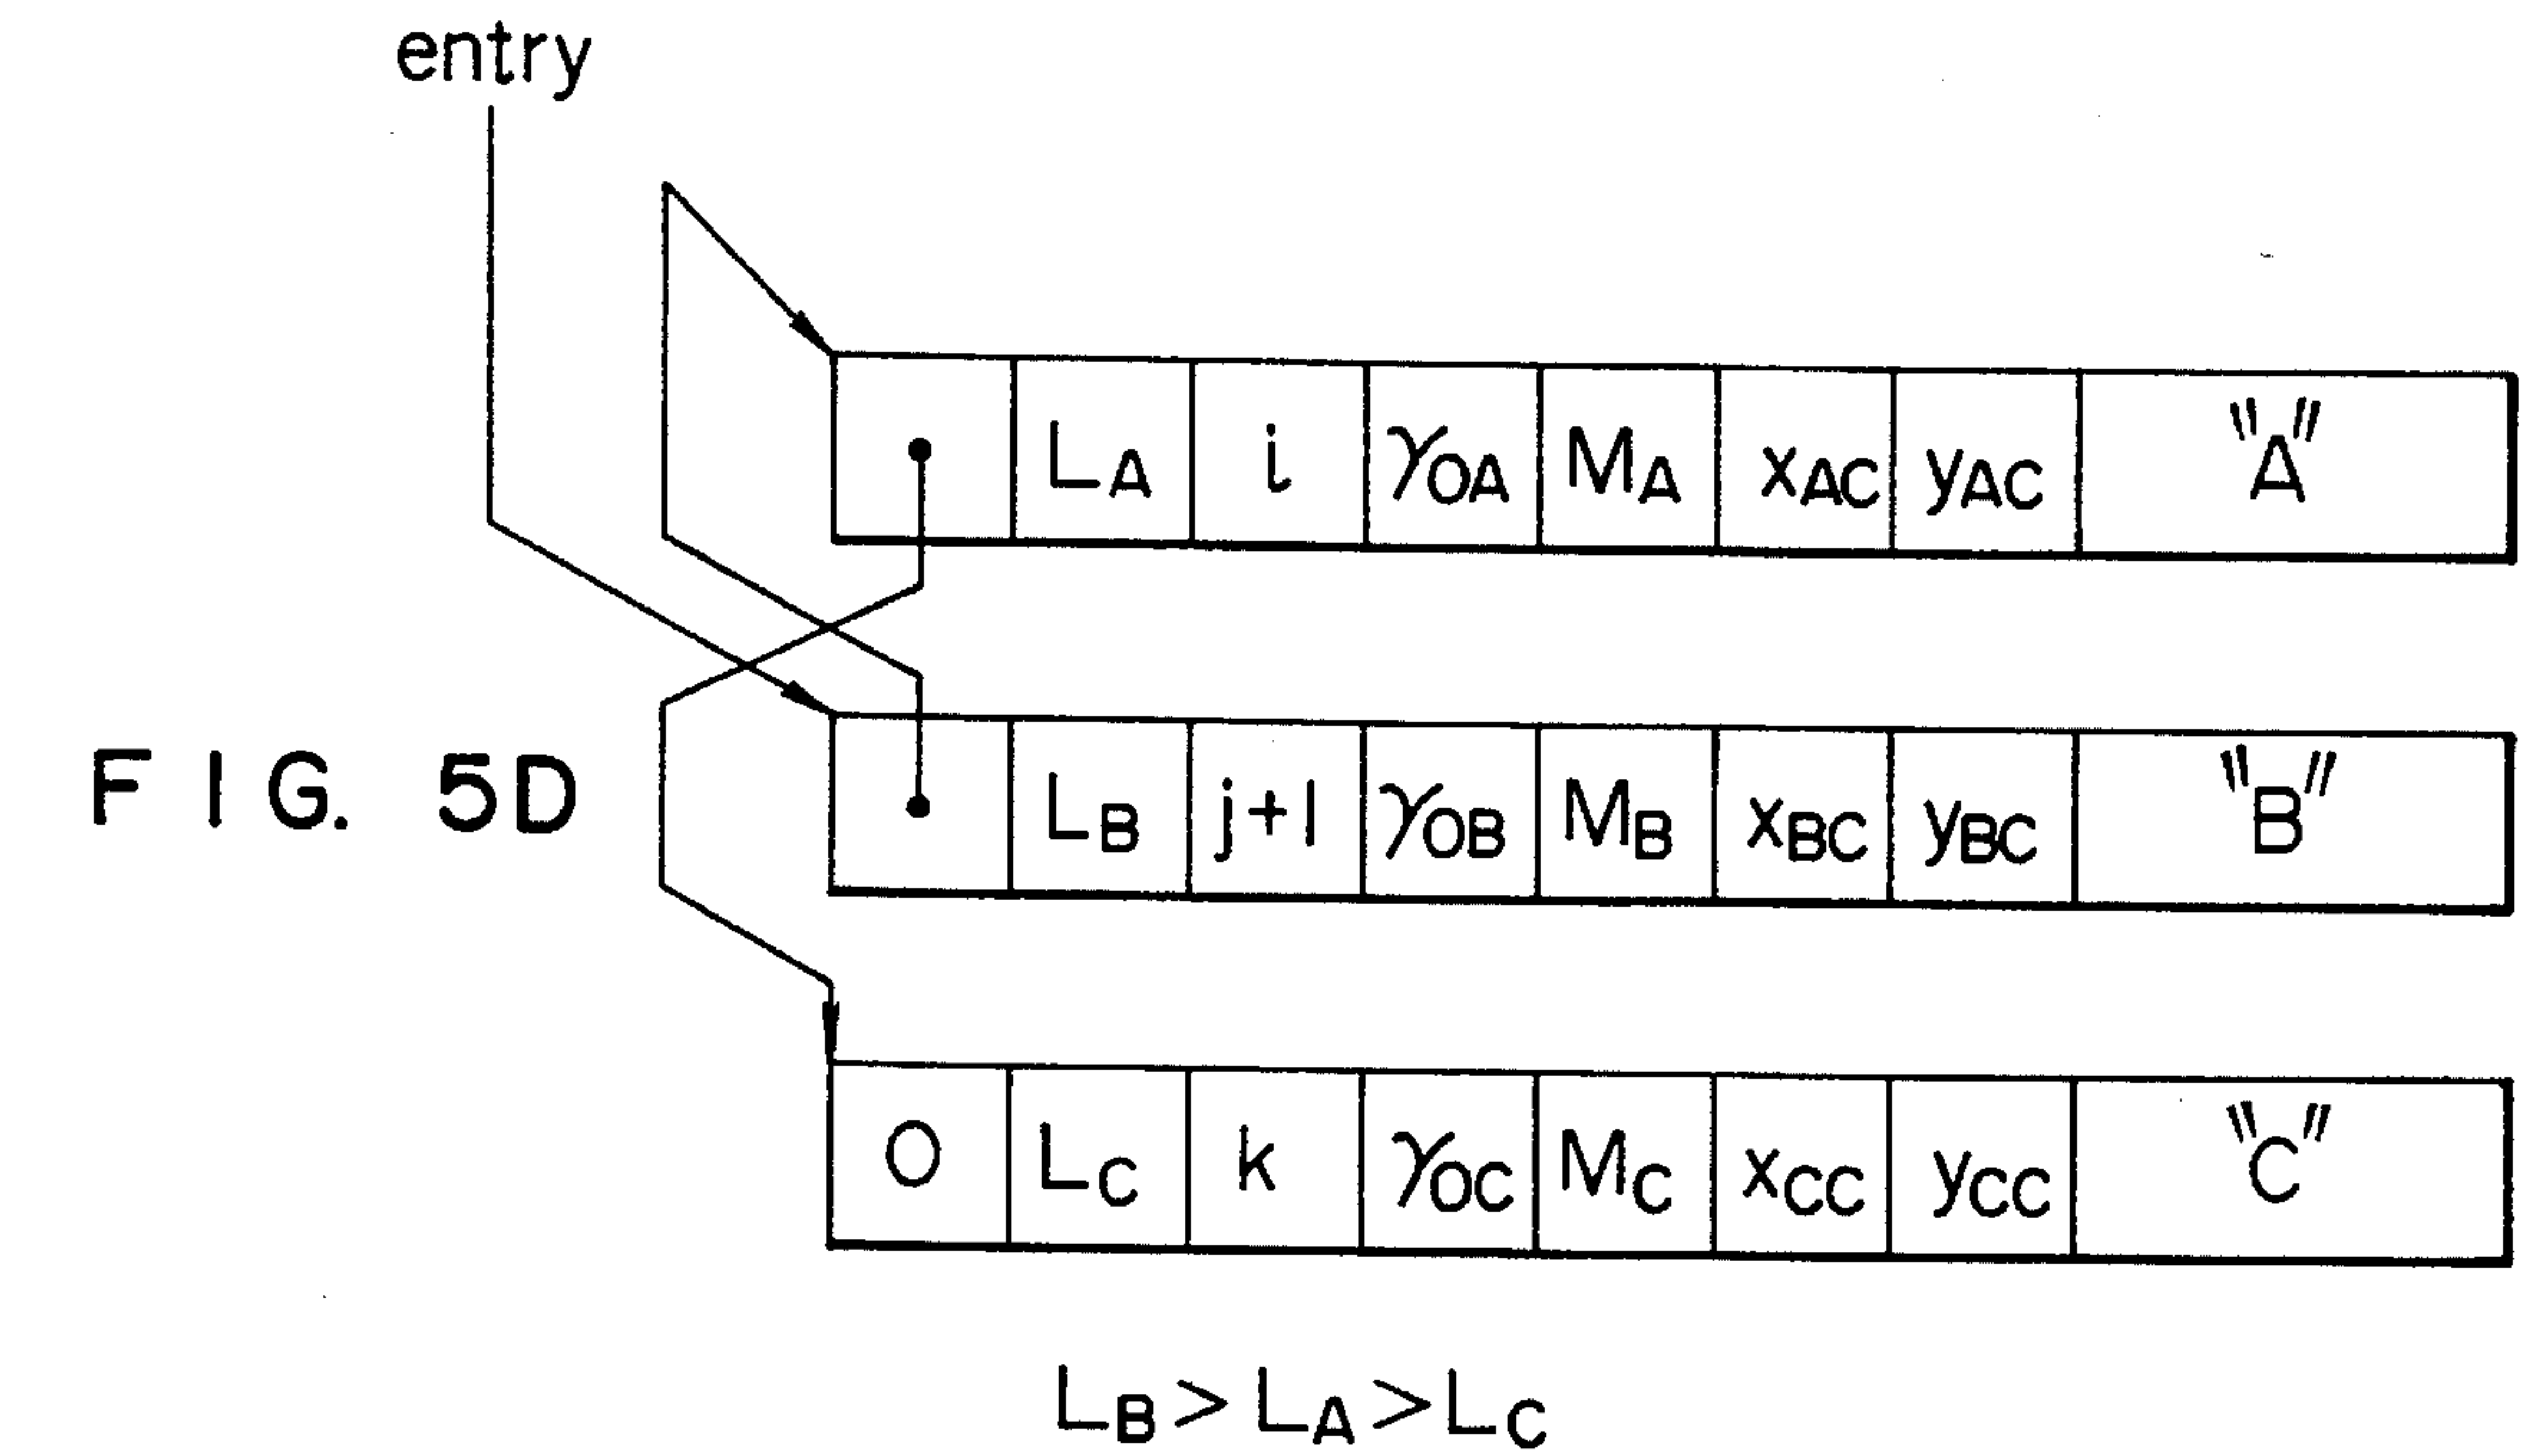 entry
L_A i γ_OA M_A x_AC y_AC "A"
FIG. 5D
L_B j+1 γ_OB M_B x_BC y_BC "B"
O L_C k γ_OC M_C x_CC y_CC "C"
L_B > L_A > L_C